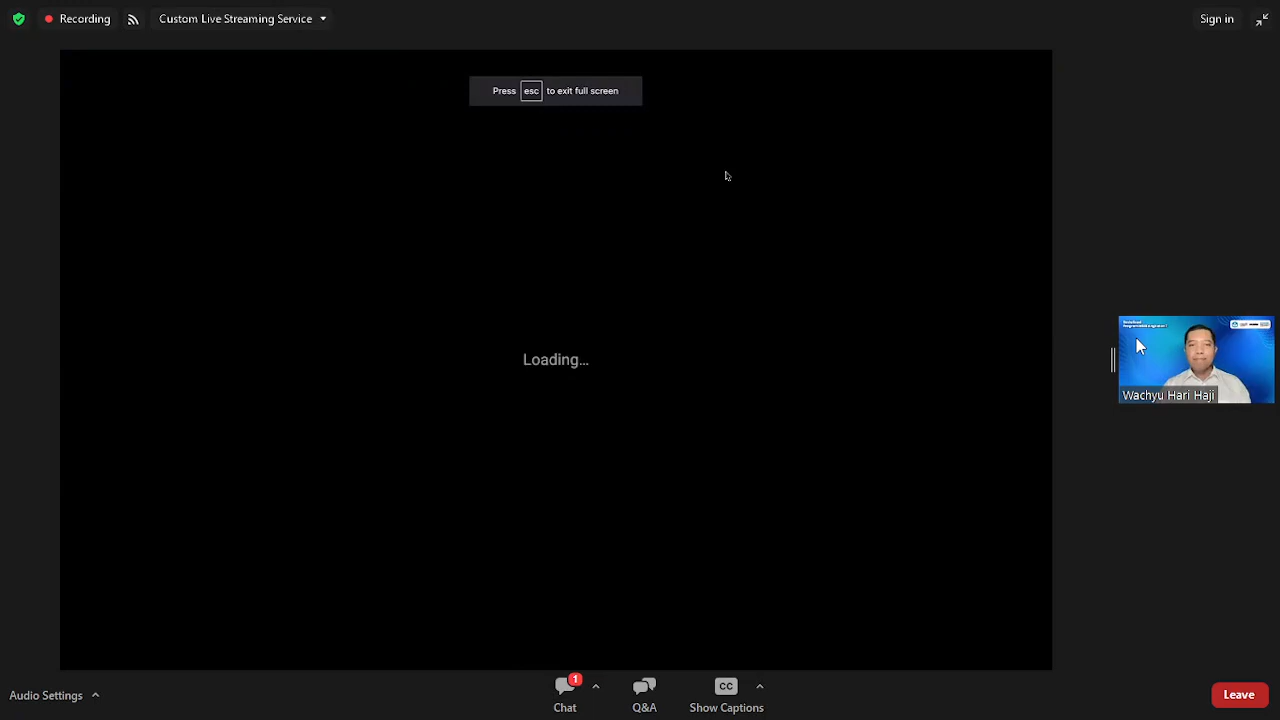 Recording
Custom Live Streaming Service
Sign in
Press esc to exit full screen
Loading...
Wachyu Hari Haji
Audio Settings
1
Chat
Q&A
CC
Show Captions
Leave